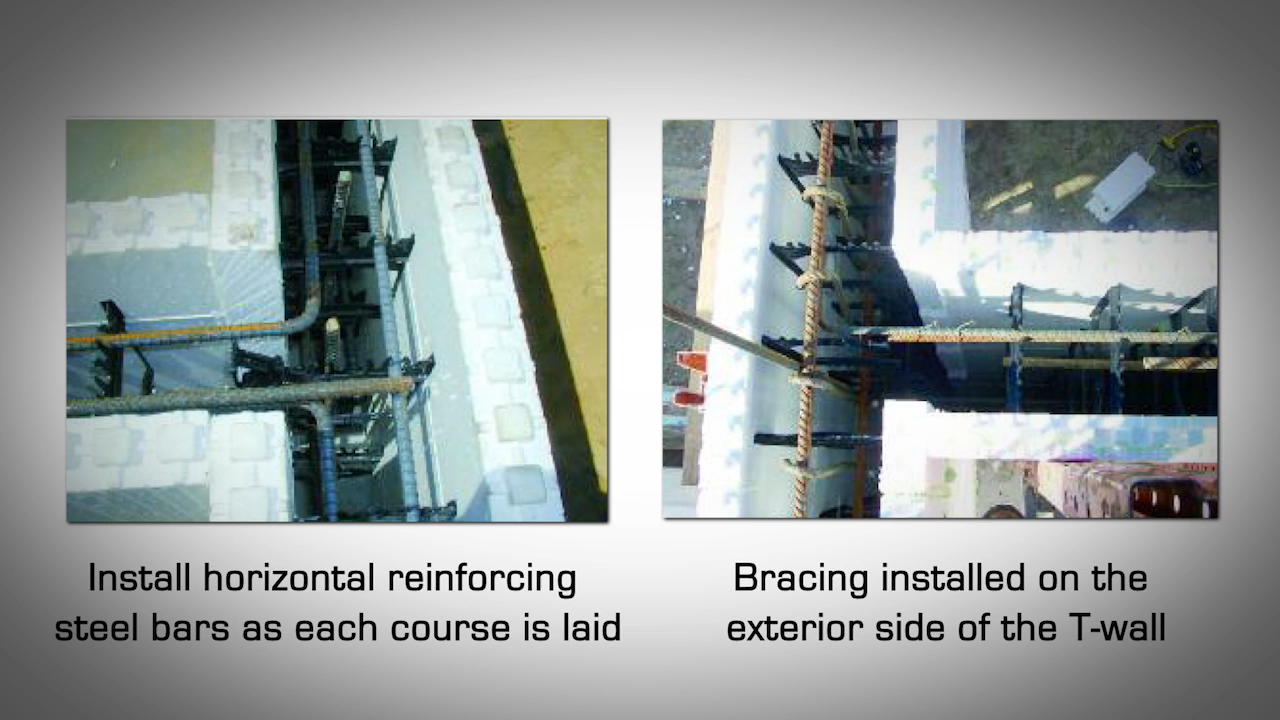 Install horizontal reinforcing
steel bars as each course is laid
Bracing installed on the
exterior side of the T-wall